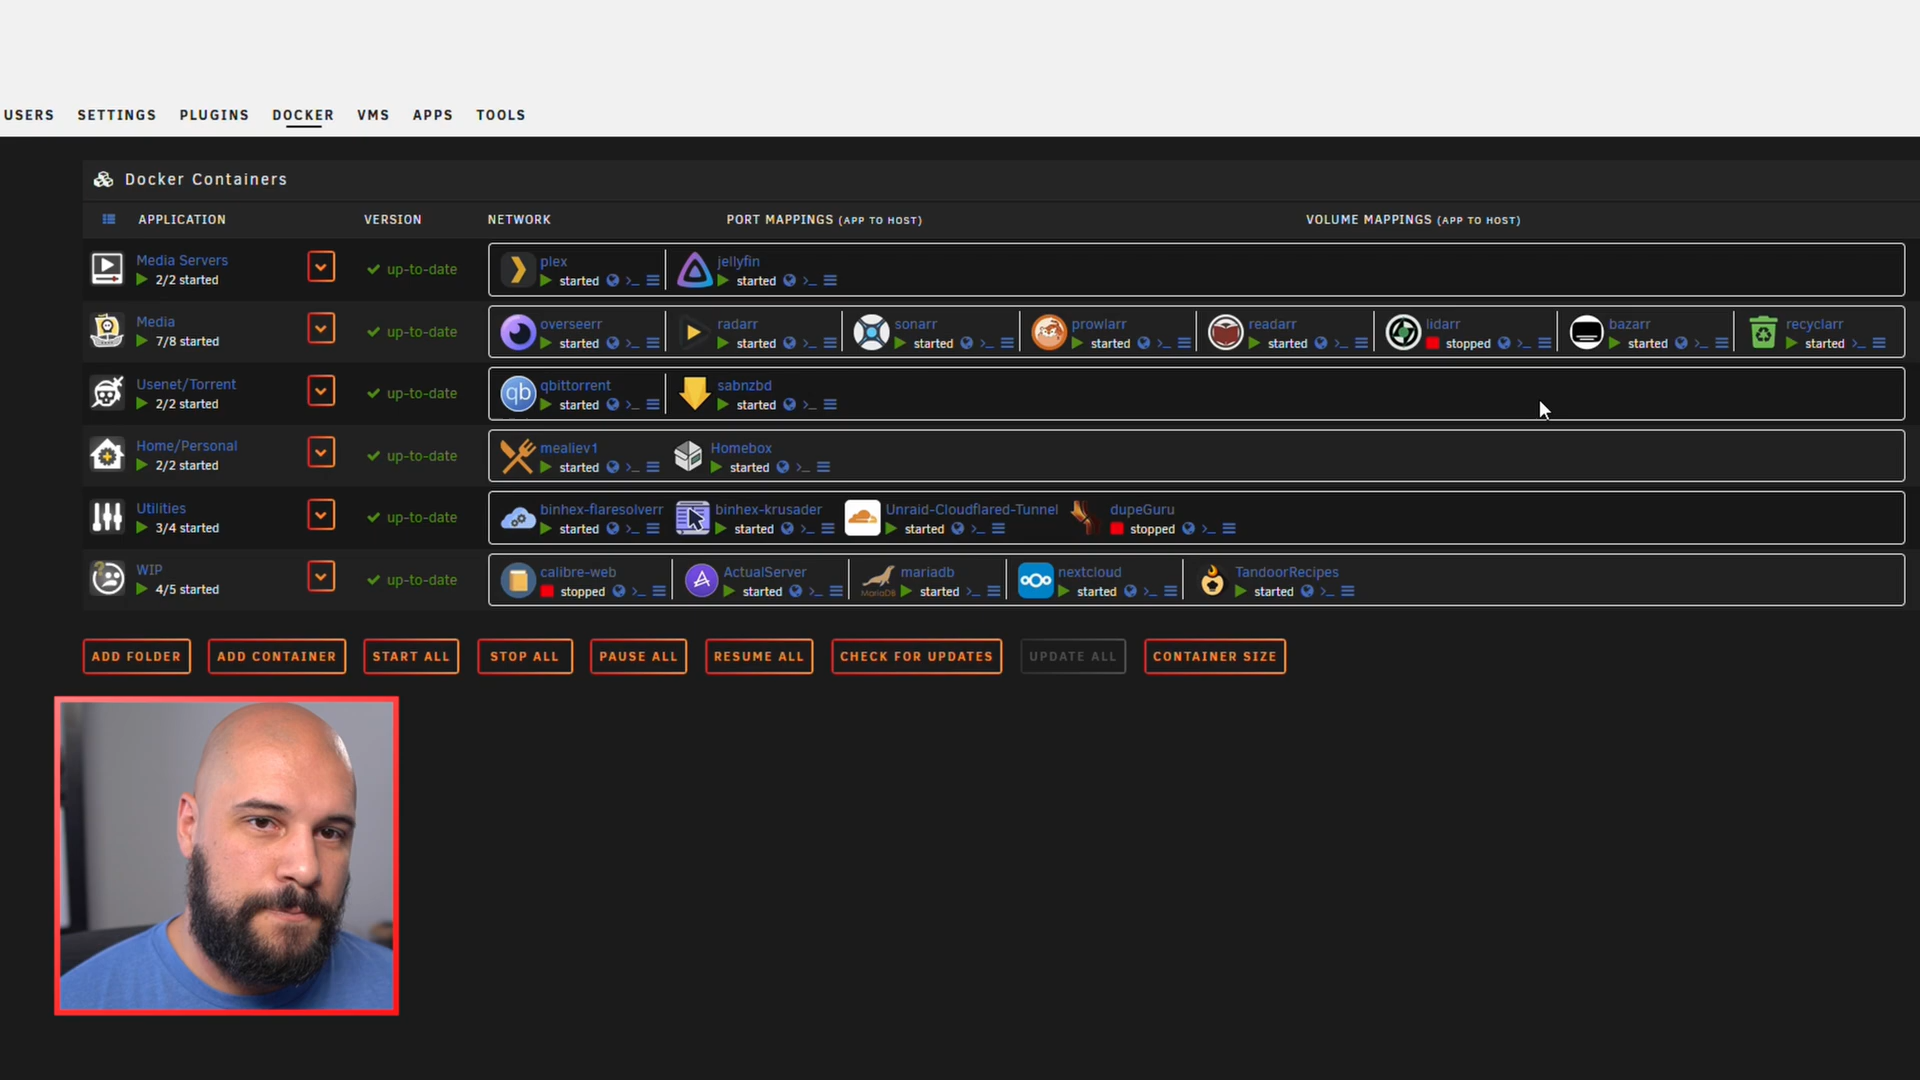 USERS SETTINGS PLUGINS DOCKER VMS APPS TOOLS
Docker Containers
APPLICATION VERSION NETWORK PORT MAPPINGS (APP TO HOST) VOLUME MAPPINGS (APP TO HOST)
Media Servers
2/2 started
up-to-date
plex
started
jellyfin
started
Media
7/8 started
up-to-date
overseerr
started
radarr
started
sonarr
started
prowlarr
started
readarr
started
lidarr
stopped
bazarr
started
recyclarr
started
Usenet/Torrent
2/2 started
up-to-date
qb
qbittorrent
started
sabnzbd
started
Home/Personal
2/2 started
up-to-date
mealiev1
started
Homebox
started
Utilities
3/4 started
up-to-date
binhex-flaresolverr
started
binhex-krusader
started
Unraid-Cloudflared-Tunnel
started
dupeGuru
stopped
WIP
4/5 started
up-to-date
calibre-web
stopped
ActualServer
started
MariaDB
mariadb
started
nextcloud
started
TandoorRecipes
started
ADD FOLDER ADD CONTAINER START ALL STOP ALL PAUSE ALL RESUME ALL CHECK FOR UPDATES UPDATE ALL CONTAINER SIZE